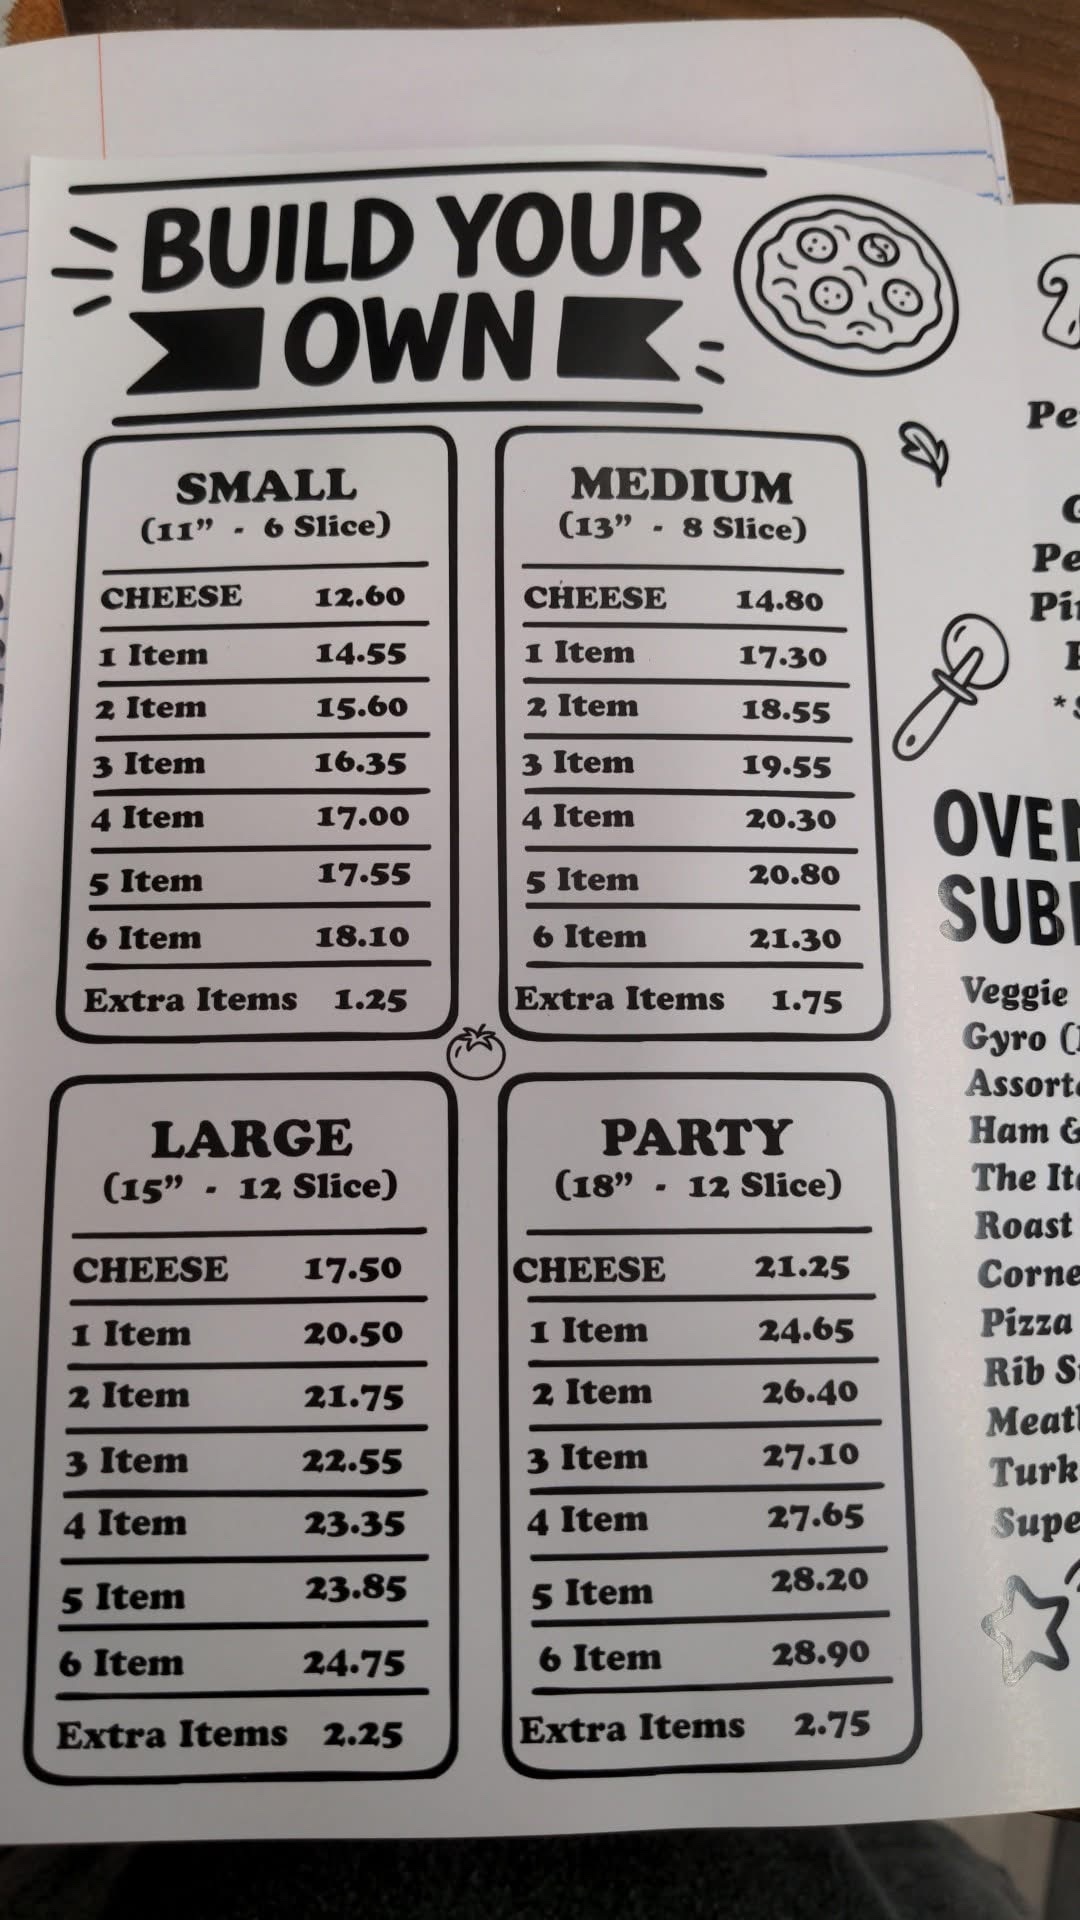 BUILD YOUR
OWN
SMALL
(11” - 6 Slice)
CHEESE 12.60
1 Item 14.55
2 Item 15.60
3 Item 16.35
4 Item 17.00
5 Item 17.55
6 Item 18.10
Extra Items 1.25
MEDIUM
(13” - 8 Slice)
CHEESE 14.80
1 Item 17.30
2 Item 18.55
3 Item 19.55
4 Item 20.30
5 Item 20.80
6 Item 21.30
Extra Items 1.75
LARGE
(15” - 12 Slice)
CHEESE 17.50
1 Item 20.50
2 Item 21.75
3 Item 22.55
4 Item 23.35
5 Item 23.85
6 Item 24.75
Extra Items 2.25
PARTY
(18” - 12 Slice)
CHEESE 21.25
1 Item 24.65
2 Item 26.40
3 Item 27.10
4 Item 27.65
5 Item 28.20
6 Item 28.90
Extra Items 2.75
Veggie
Gyro
Ham &
The
Roast
Pizza
Rib